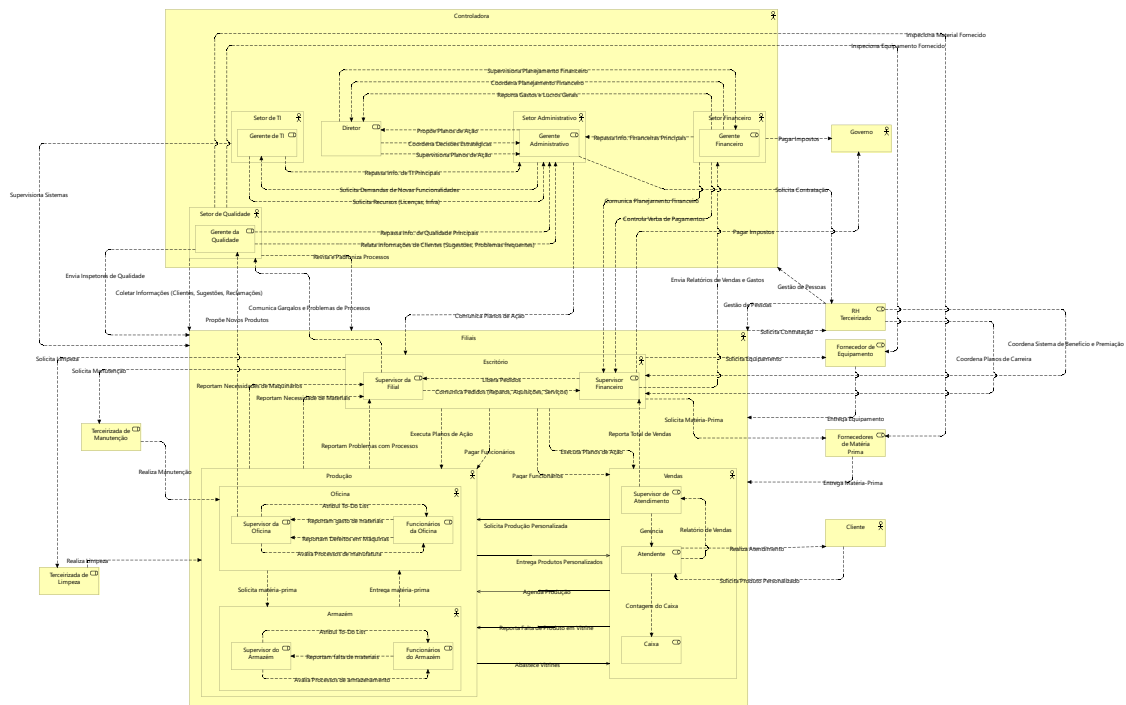 Controladora
Inspeciona Material Fornecido
Inspeciona Equipamento Fornecido
Supervisiona Planejamento Financeiro
Coordena Planejamento Financeiro
Reporta Gastos e Lucros Gerais
Setor de TI
Gerente de TI
Diretor
Setor Administrativo
Gerente
Administrativo
Setor Financeiro
Gerente
Financeiro
Governo
Propõe Planos de Ação
Coordena Decisões Estratégicas
Supervisiona Planos de Ação
Repassa Info. Financeiras Principais
Pagar Impostos
Repassa Info. de TI Principais
Solicita Demandas de Novas Funcionalidades
Solicita Recursos (Licenças, Infra)
Solicita Contratação
Supervisiona Sistemas
Comunica Planejamento Financeiro
Controla Verba de Pagamentos
Setor de Qualidade
Gerente da
Qualidade
Repassa Info. de Qualidade Principais
Relata Informações de Clientes (Sugestões, Problemas frequentes)
Pagar Impostos
Revisa e Padroniza Processos
Envia Inspetores de Qualidade
Envia Relatórios de Vendas e Gastos
Gestão de Pessoas
Coletar Informações (Clientes, Sugestões, Reclamações)
Comunica Gargalos e Problemas de Processos
Gestão de Pessoas
RH
Terceirizado
Propõe Novos Produtos
Comunica Planos de Ação
Solicita Contratação
Filiais
Coordena Sistema de Benefício e Premiação
Fornecedor de
Equipamento
Solicita Limpeza
Escritório
Solicita Equipamento
Coordena Planos de Carreira
Solicita Manutenção
Supervisor da
Filial
Libera Pedidos
Comunica Pedidos (Reparos, Aquisições, Serviços)
Supervisor
Financeiro
Reportam Necessidades de Maquinários
Reportam Necessidade de Materiais
Solicita Matéria-Prima
Entrega Equipamento
Terceirizada de
Manutenção
Reportam Problemas com Processos
Executa Planos de Ação
Pagar Funcionários
Reporta Total de Vendas
Executa Planos de Ação
Fornecedores
de Matéria
Prima
Realiza Manutenção
Produção
Pagar Funcionários
Vendas
Entrega Matéria-Prima
Oficina
Supervisor de
Atendimento
Atribui To-Do List
Supervisor da
Oficina
Reportam gasto de materiais
Reportam Defeitos em Máquinas
Funcionários
da Oficina
Avalia Processos de manufatura
Solicita Produção Personalizada
Gerencia
Relatório de Vendas
Cliente
Atendente
Realiza Atendimento
Realiza Limpeza
Entrega Produtos Personalizados
Terceirizada de
Limpeza
Solicita Produto Personalizado
Solicita matéria-prima
Entrega matéria-prima
Agenda Produção
Contagem do Caixa
Armazém
Atribui To-Do List
Reporta Falta de Produto em Vitrine
Supervisor do
Armazém
Reportam falta de materiais
Funcionários
do Armazém
Caixa
Avalia Processos de armazenamento
Abastece Vitrines